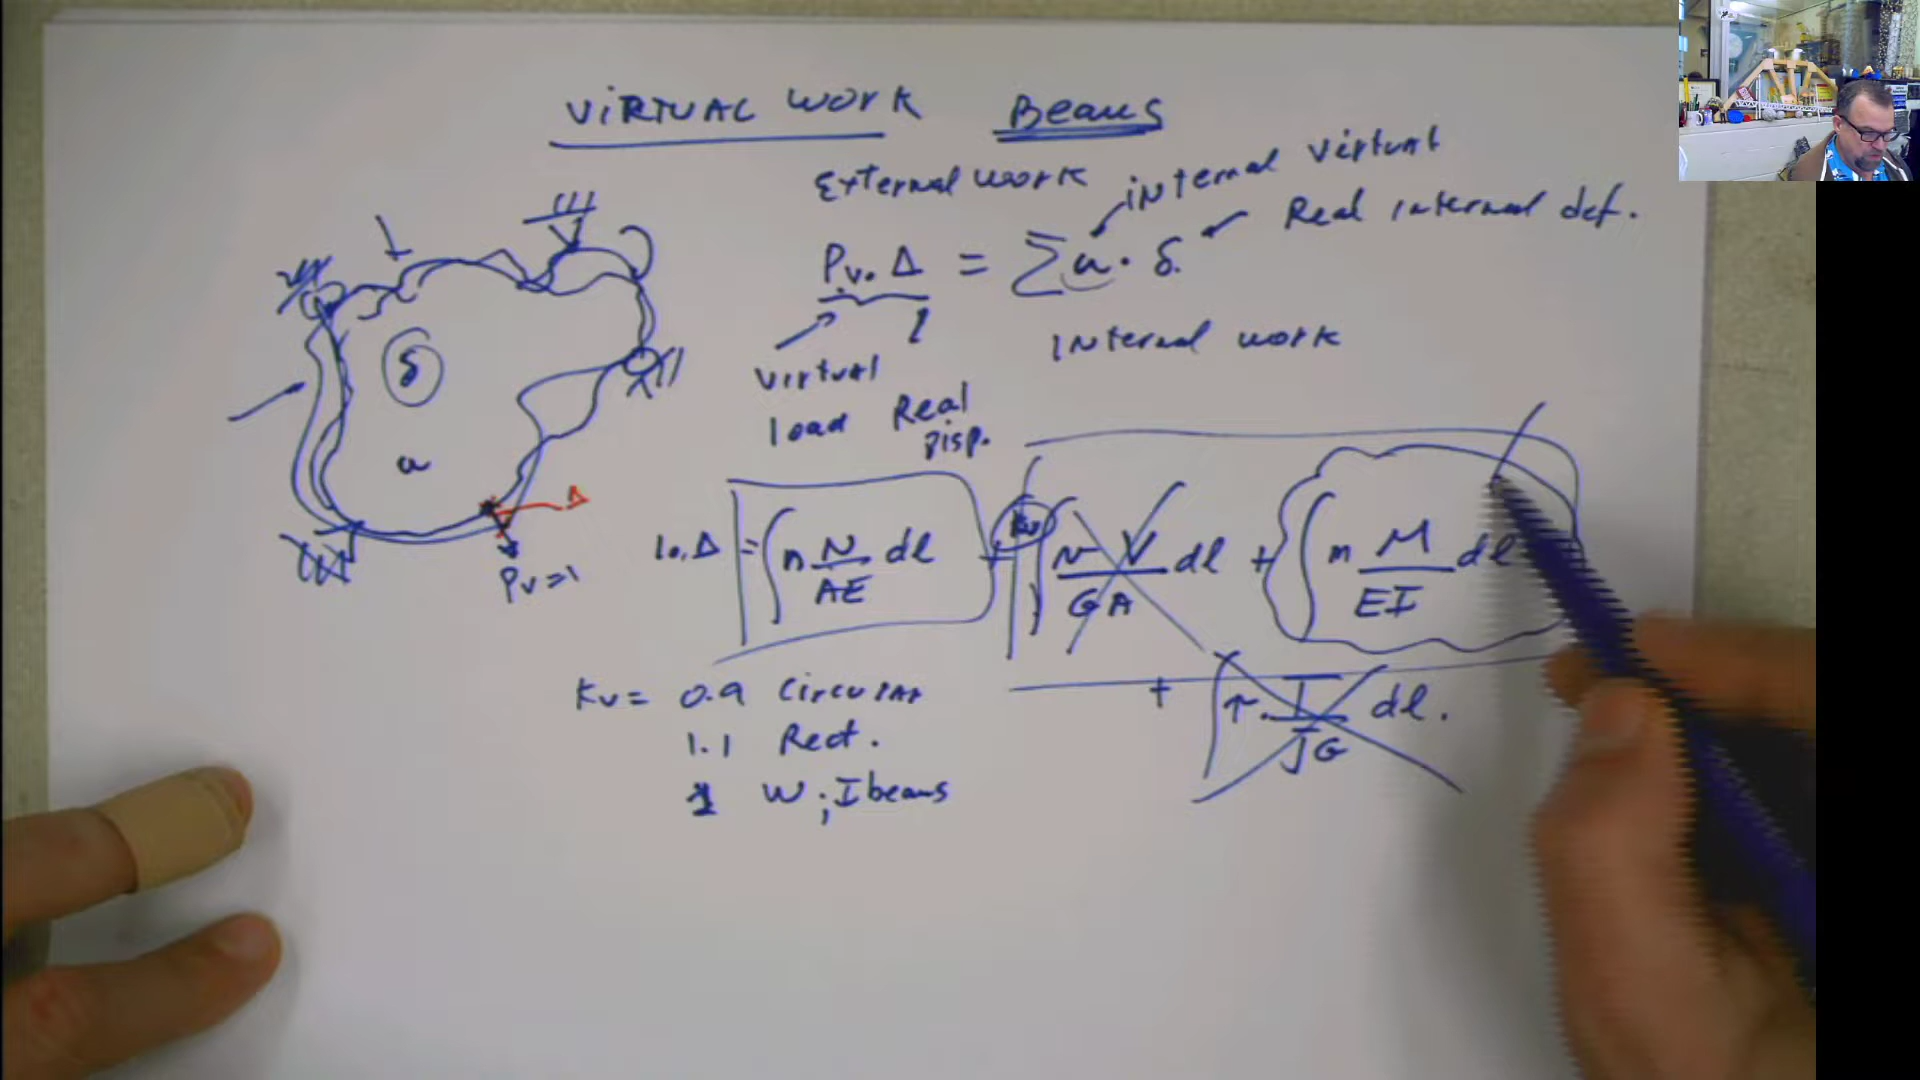 VIRTUAL WORK Beams
External work
internal virtual
Real internal def.
Pv. Δ = Σ u . δ
Internal work
virtual
load Real
Disp.
δ
u
Δ
Pv=1
1. Δ = ∫ n N/AE dl + Kv ∫ v V/GA dl + ∫ m M/EI dl
+ ∫ τ. T/JG dl.
Kv = 0.9 Circular
1.1 Rect.
1 W ; I beams